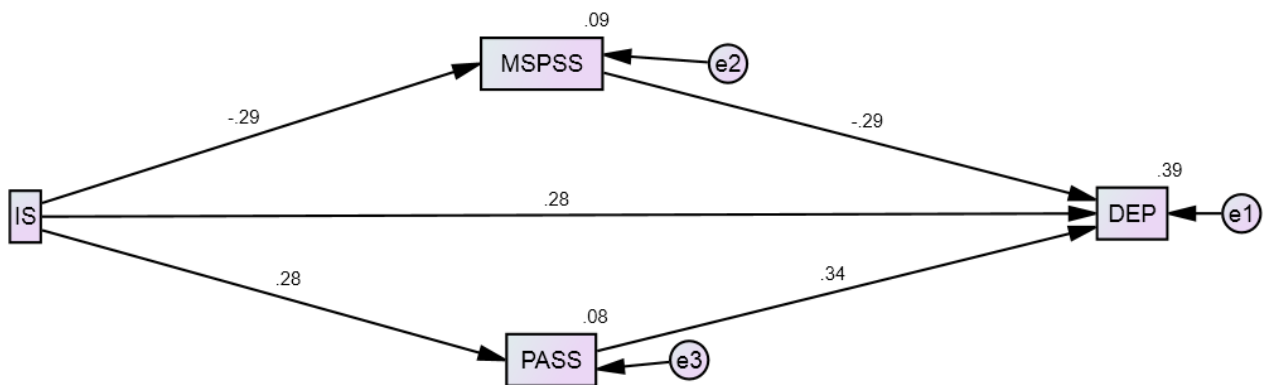 .09
MSPSS
e2
-.29
-.29
.39
IS
.28
DEP
e1
.28
.34
.08
PASS
e3